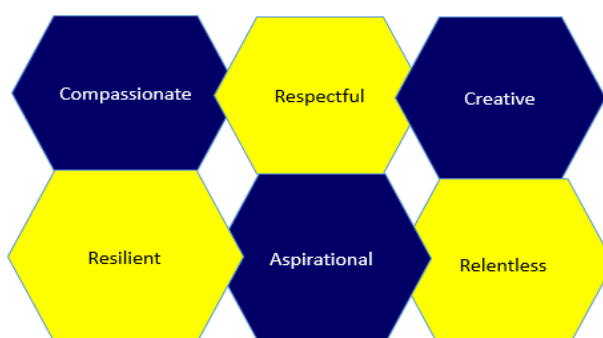 Compassionate
Respectful
Creative
Resilient
Aspirational
Relentless